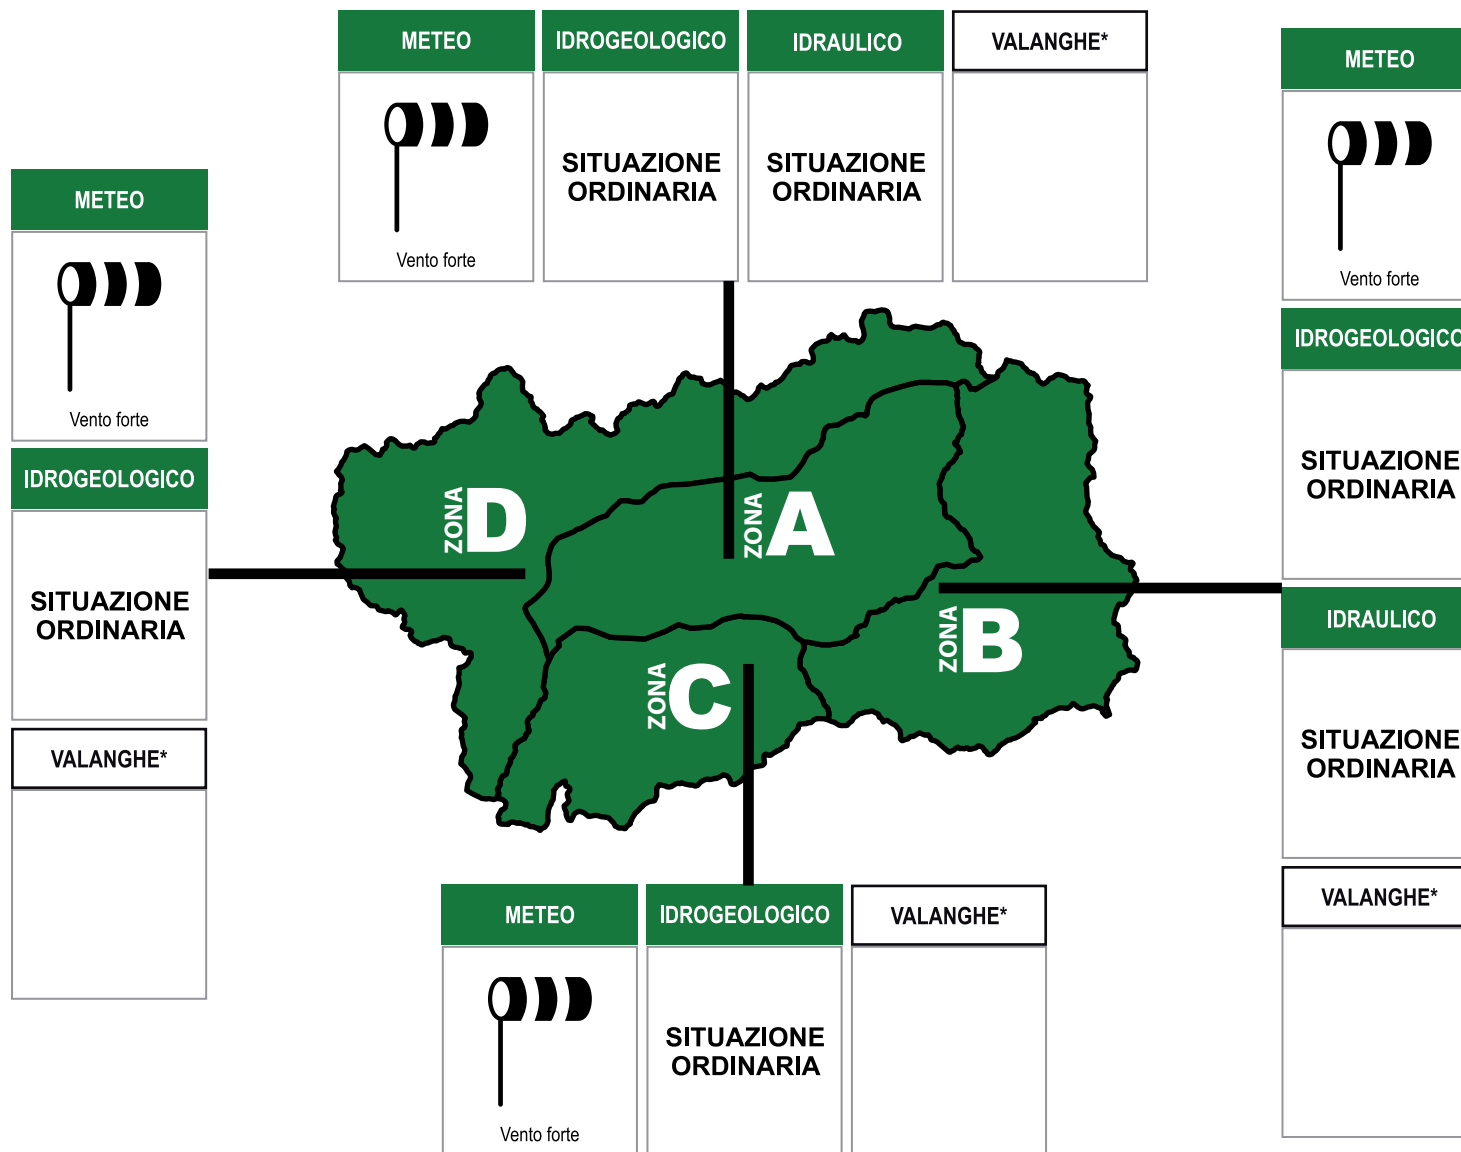 METEO
IDROGEOLOGICO
IDRAULICO
VALANGHE*
Vento forte
SITUAZIONE
ORDINARIA
SITUAZIONE
ORDINARIA
METEO
Vento forte
IDROGEOLOGICO
SITUAZIONE
ORDINARIA
VALANGHE*
METEO
Vento forte
IDROGEOLOGICO
SITUAZIONE
ORDINARIA
IDRAULICO
SITUAZIONE
ORDINARIA
VALANGHE*
ZONA D
ZONA A
ZONA B
ZONA C
METEO
IDROGEOLOGICO
VALANGHE*
Vento forte
SITUAZIONE
ORDINARIA